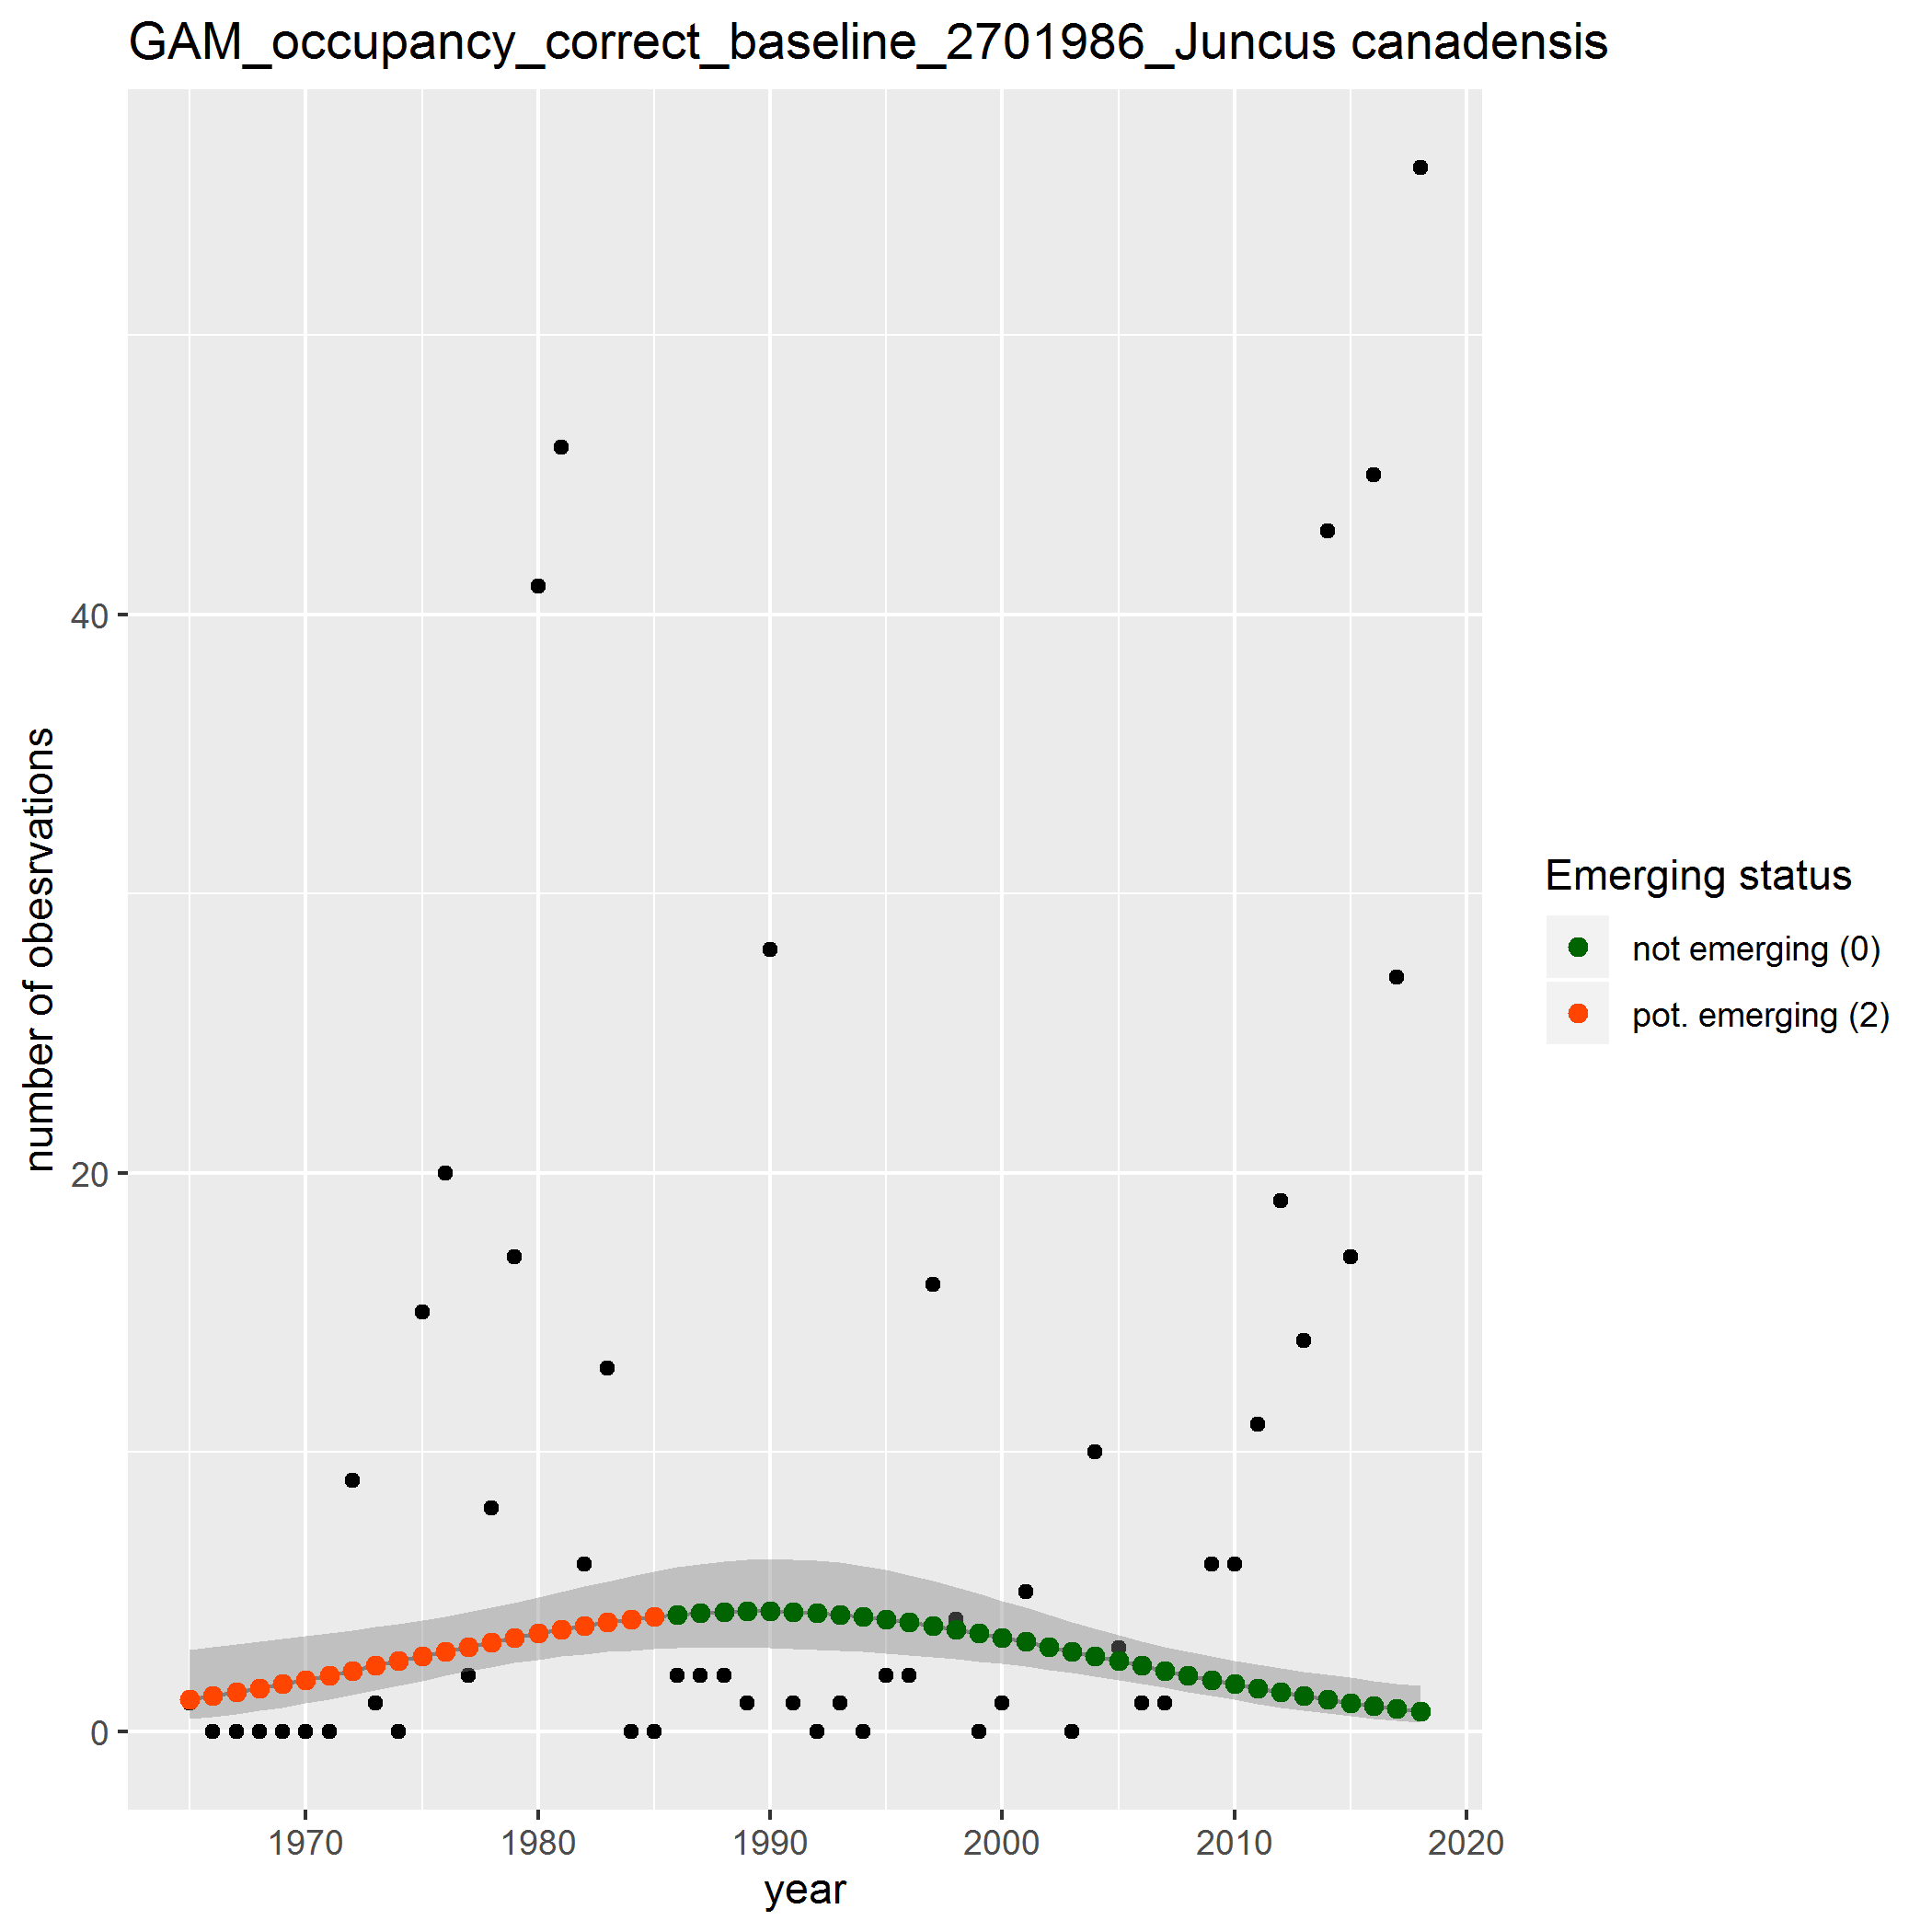 GAM_occupancy_correct_baseline_2701986_Juncus canadensis
number of obesrvations
40
20
0
1970 1980 1990 2000 2010 2020
year
Emerging status
not emerging (0)
pot. emerging (2)